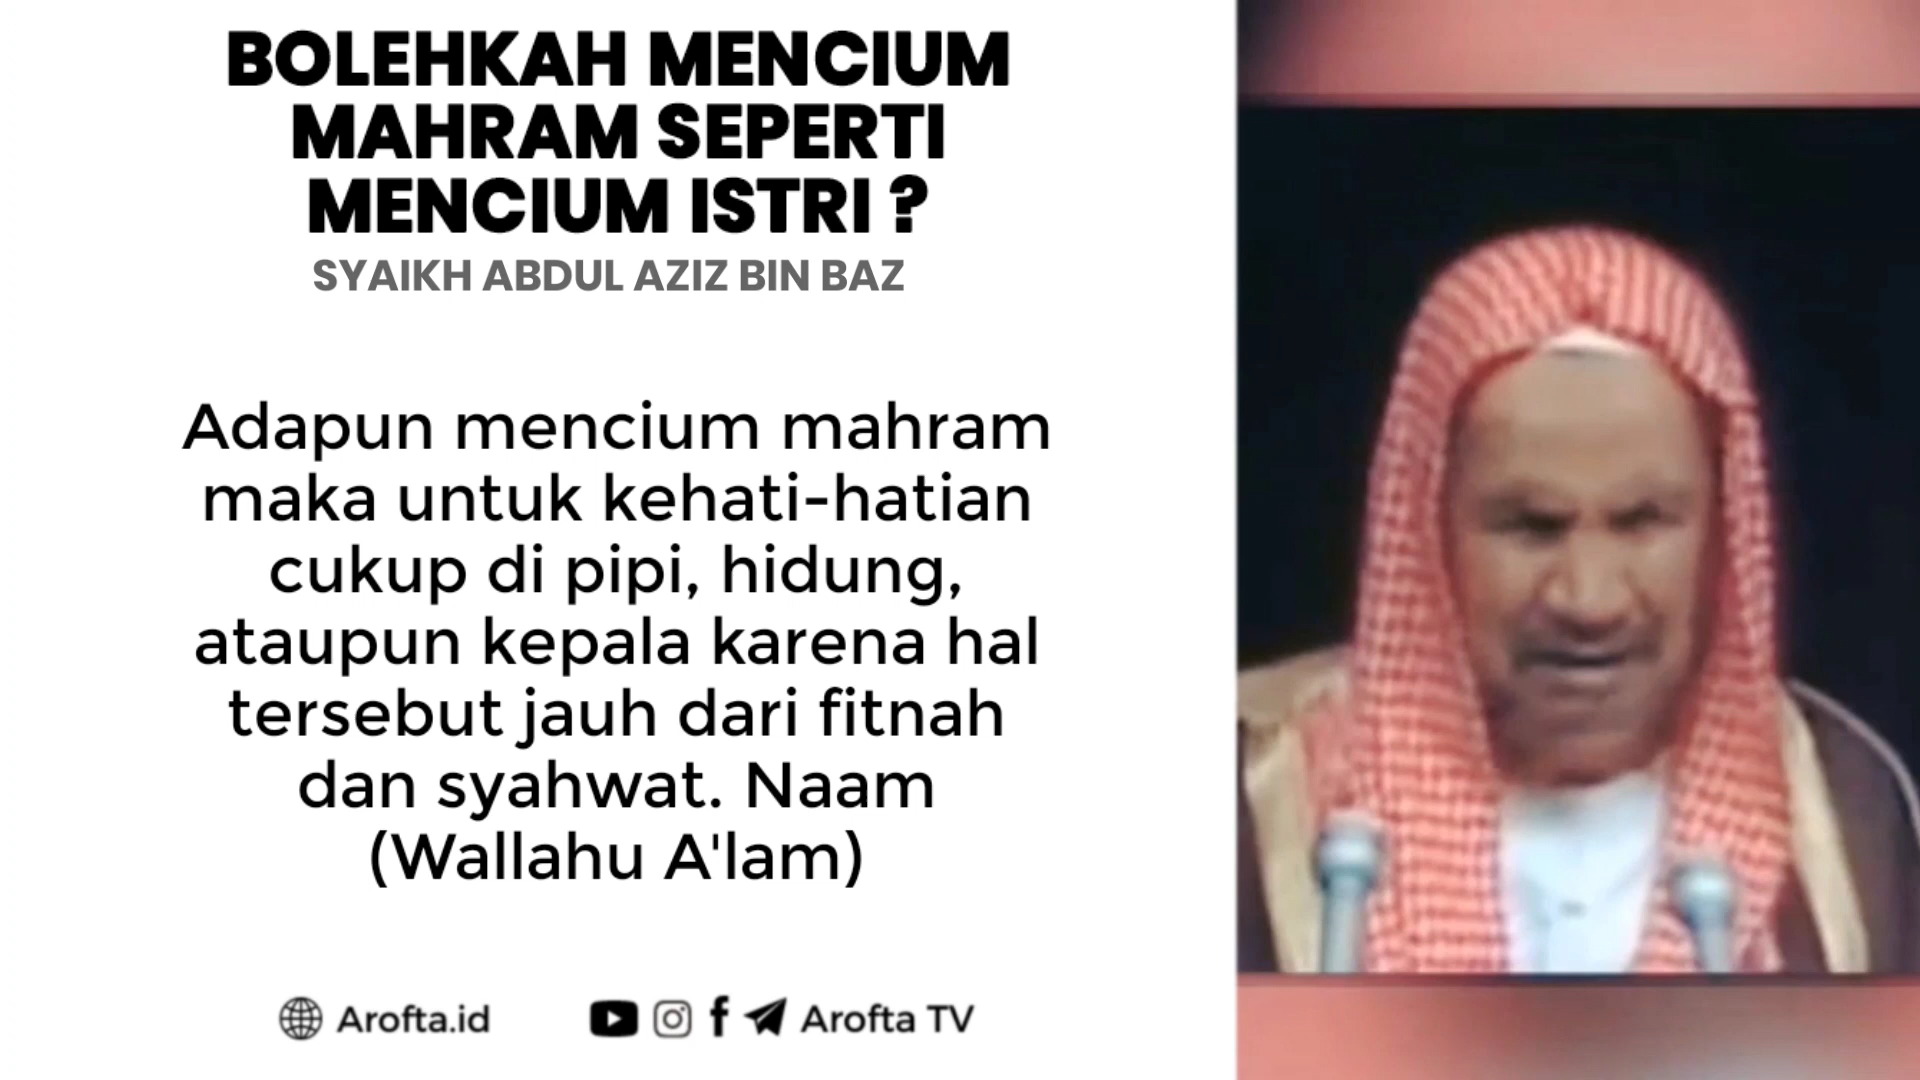 BOLEHKAH MENCIUM
MAHRAM SEPERTI
MENCIUM ISTRI ?
SYAIKH ABDUL AZIZ BIN BAZ
Adapun mencium mahram
maka untuk kehati-hatian
cukup di pipi, hidung,
ataupun kepala karena hal
tersebut jauh dari fitnah
dan syahwat. Naam
(Wallahu A'lam)
Arofta.id
Arofta TV